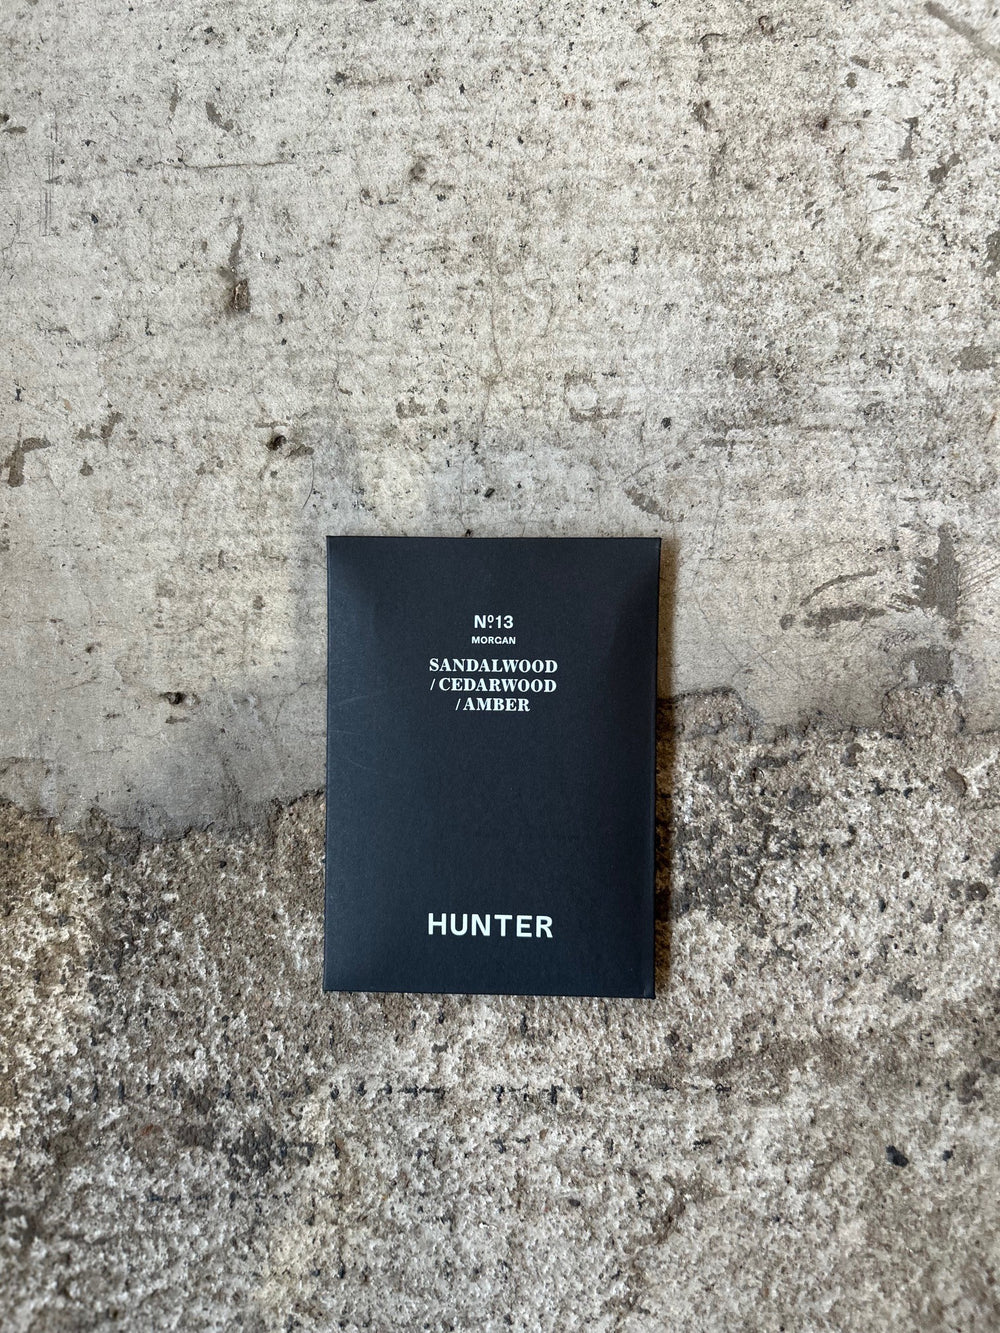 Nº13
MORGAN
SANDALWOOD
/CEDARWOOD
/AMBER
HUNTER